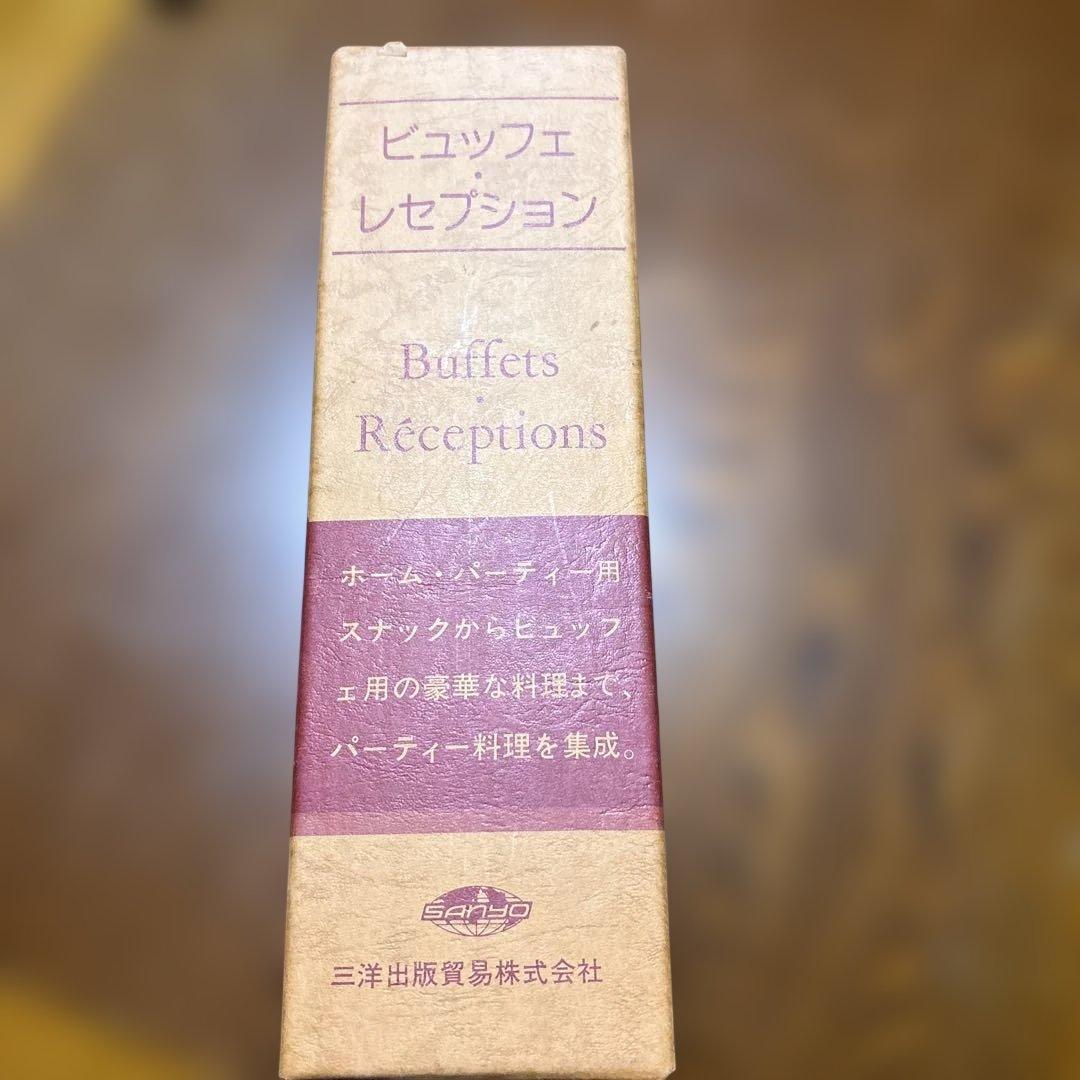 ビュッフェ
・
レセプション
Buffets
·
Réceptions
ホーム・パーティー用
スナックからビュッフ
ェ用の豪華な料理まで、
パーティー料理を集成。
SANYO
三洋出版貿易株式会社